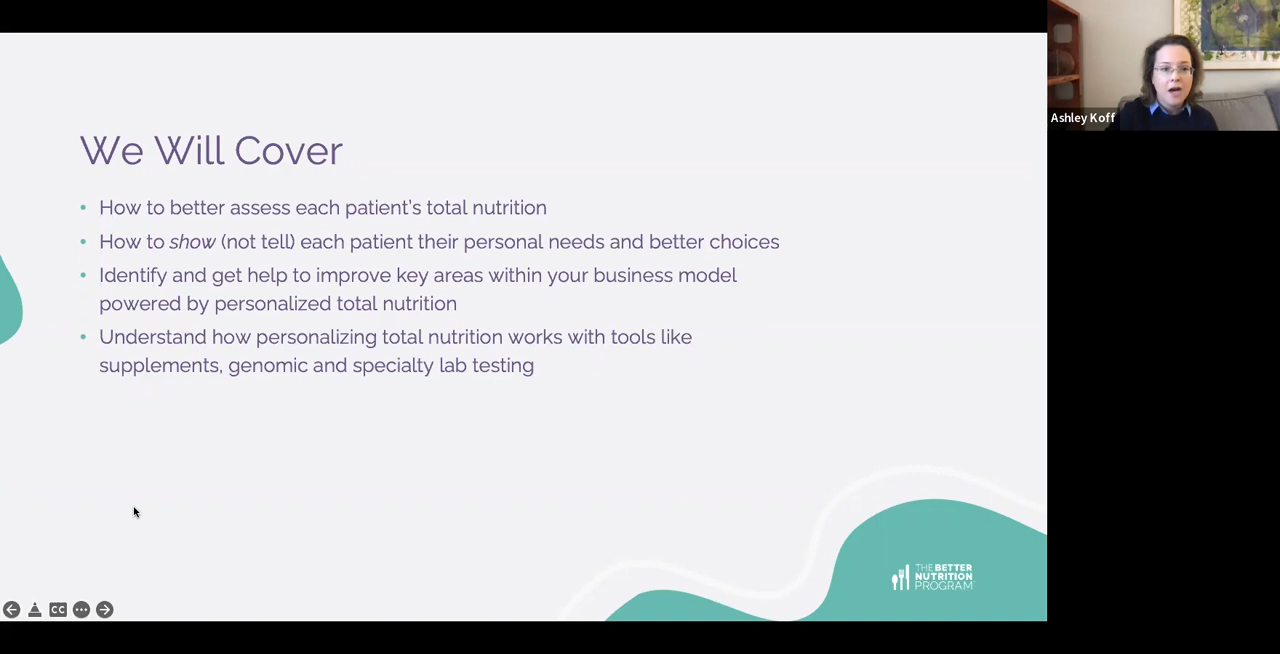 We Will Cover
• How to better assess each patient's total nutrition
• How to show (not tell) each patient their personal needs and better choices
• Identify and get help to improve key areas within your business model
powered by personalized total nutrition
• Understand how personalizing total nutrition works with tools like
supplements, genomic and specialty lab testing
THE BETTER
NUTRITION
PROGRAM
CC
Ashley Koff